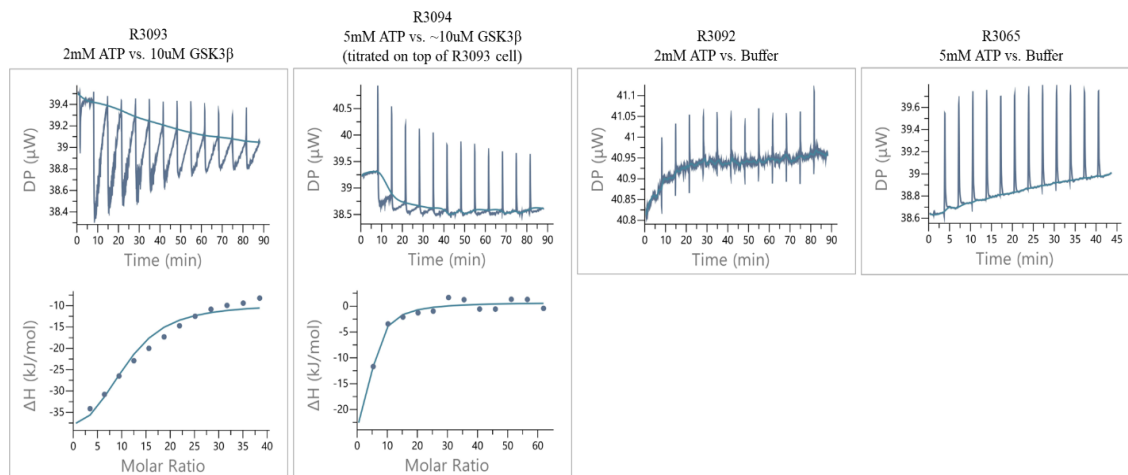 R3093
2mM ATP vs. 10uM GSK3β
R3094
5mM ATP vs. ~10uM GSK3β
(titrated on top of R3093 cell)
R3092
2mM ATP vs. Buffer
R3065
5mM ATP vs. Buffer
DP (µW)
39.4
39.2
39
38.8
38.6
38.4
0 10 20 30 40 50 60 70 80 90
Time (min)
DP (µW)
40.5
40
39.5
39
38.5
0 10 20 30 40 50 60 70 80 90
Time (min)
DP (µW)
41.1
41.05
41
40.95
40.9
40.85
40.8
0 10 20 30 40 50 60 70 80 90
Time (min)
DP (µW)
39.6
39.4
39.2
39
38.8
38.6
0 5 10 15 20 25 30 35 40 45
Time (min)
ΔH (kJ/mol)
-10
-15
-20
-25
-30
-35
0 5 10 15 20 25 30 35 40
Molar Ratio
ΔH (kJ/mol)
0
-5
-10
-15
-20
0 10 20 30 40 50 60
Molar Ratio